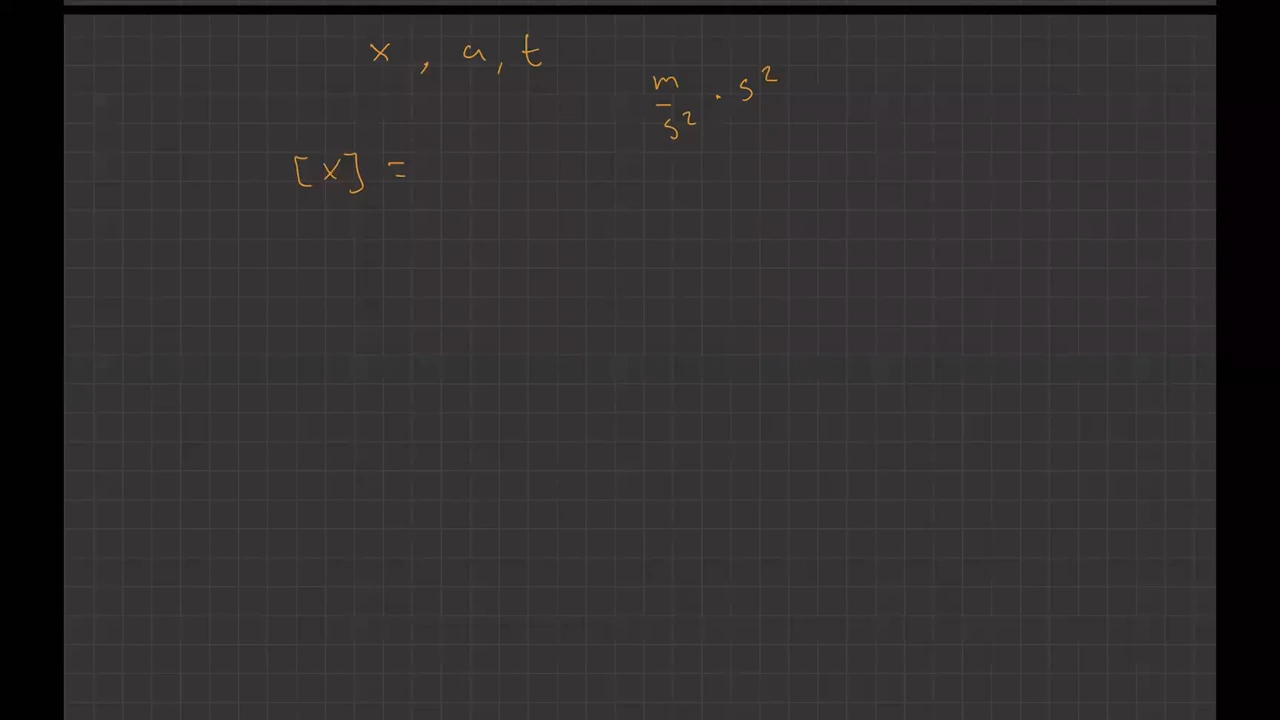 x , a, t
m/s² · s²
[x] =